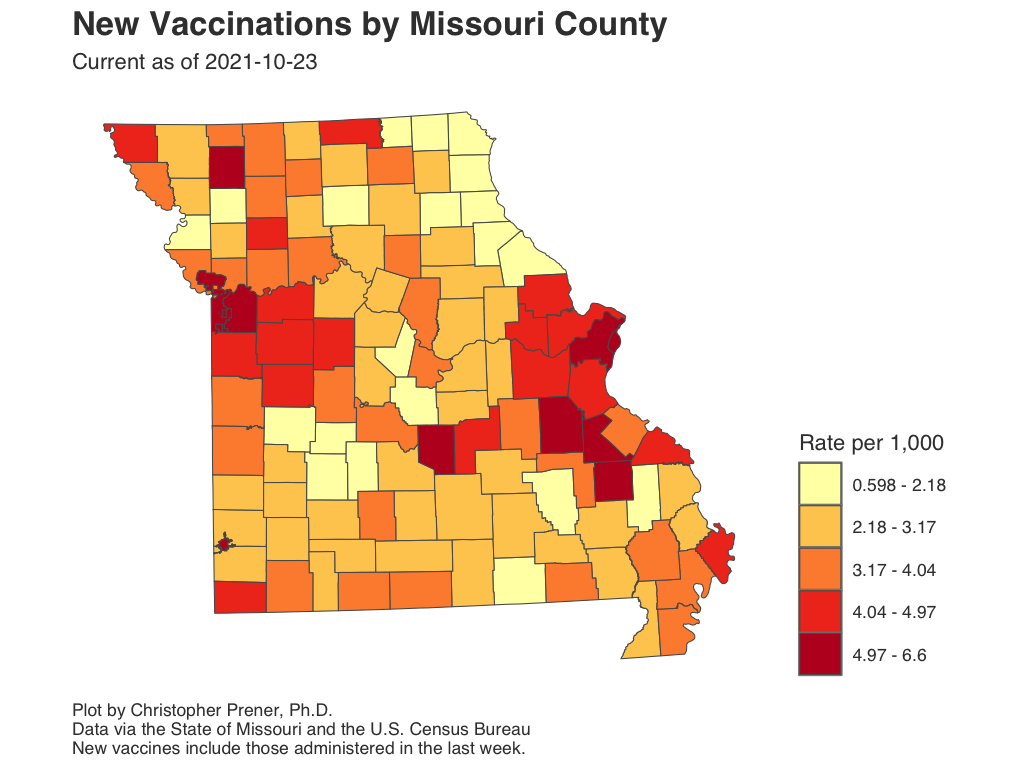 New Vaccinations by Missouri County
Current as of 2021-10-23
Rate per 1,000
0.598 - 2.18
2.18 - 3.17
3.17 - 4.04
4.04 - 4.97
4.97 - 6.6
Plot by Christopher Prener, Ph.D.
Data via the State of Missouri and the U.S. Census Bureau
New vaccines include those administered in the last week.